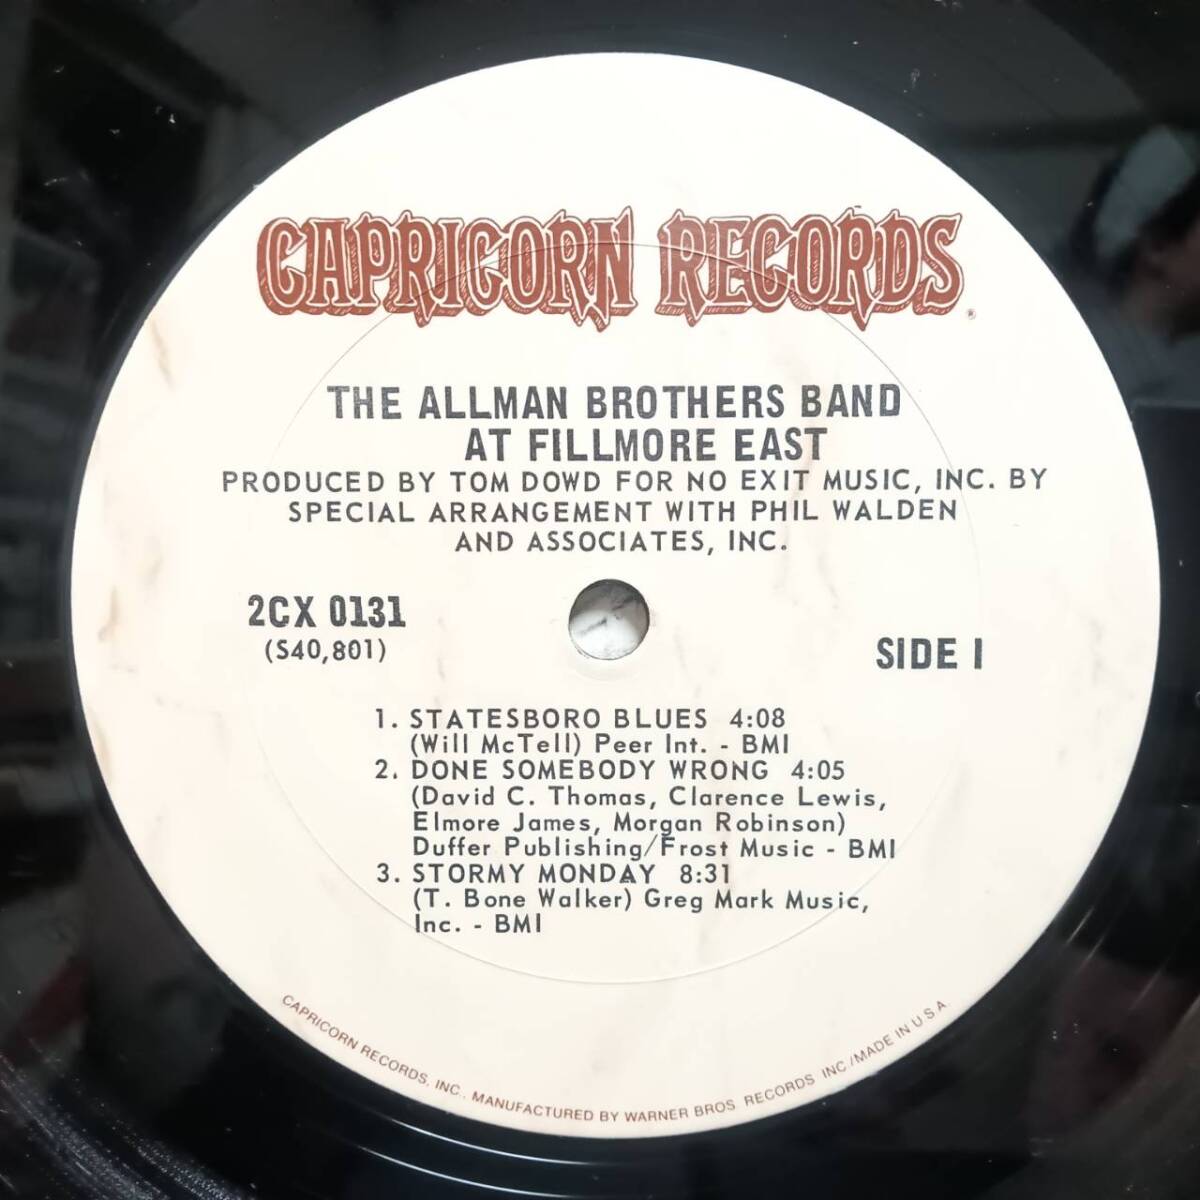 CAPRICORN RECORDS®
THE ALLMAN BROTHERS BAND
AT FILLMORE EAST
PRODUCED BY TOM DOWD FOR NO EXIT MUSIC, INC. BY
SPECIAL ARRANGEMENT WITH PHIL WALDEN
AND ASSOCIATES, INC.
2CX 0131
(S40,801)
SIDE 1
1. STATESBORO BLUES 4:08
(Will McTell) Peer Int. - BMI
2. DONE SOMEBODY WRONG 4:05
(David C. Thomas, Clarence Lewis,
Elmore James, Morgan Robinson)
Duffer Publishing/Frost Music - BMI
3. STORMY MONDAY 8:31
(T. Bone Walker) Greg Mark Music,
Inc. - BMI
CAPRICORN RECORDS, INC., MANUFACTURED BY WARNER BROS. RECORDS INC./MADE IN U.S.A.